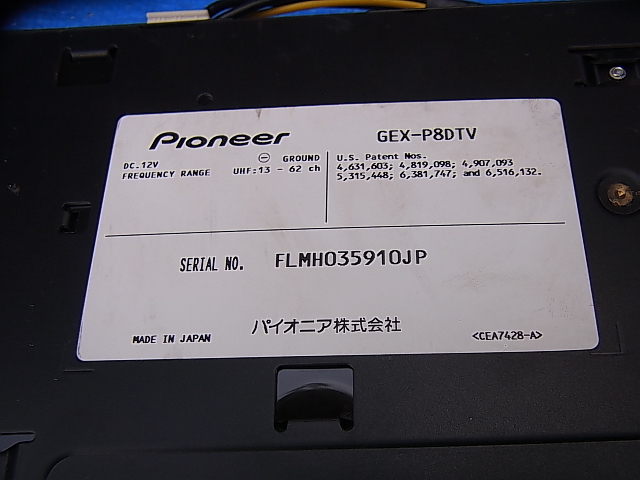 Pioneer
GEX-P8DTV
DC.12V
⊖ GROUND
FREQUENCY RANGE
UHF:13 - 62 ch
U.S. Patent Nos.
4,631,603; 4,819,098; 4,907,093
5,315,448; 6,381,747; and 6,516,132.
SERIAL NO. FLMH035910JP
パイオニア株式会社
MADE IN JAPAN
<CEA7428-A>